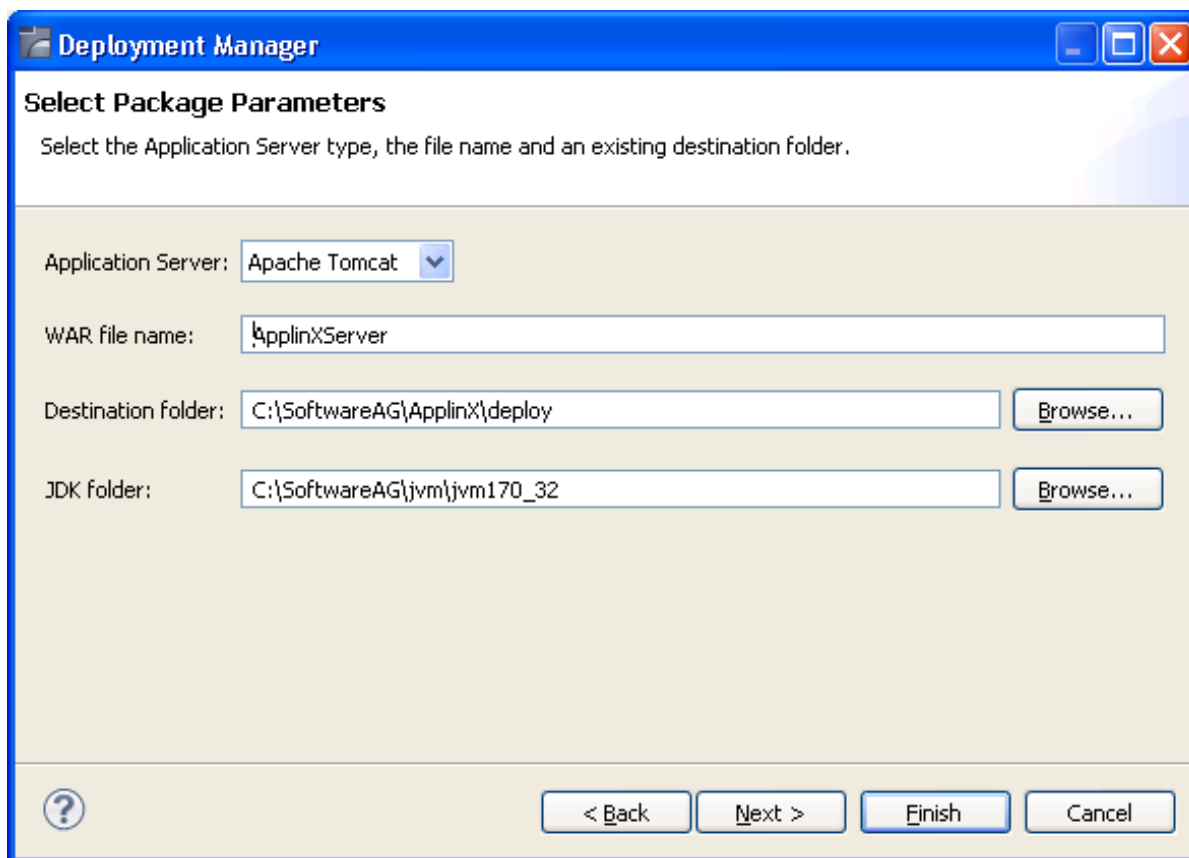 Deployment Manager
Select Package Parameters
Select the Application Server type, the file name and an existing destination folder.
Application Server: Apache Tomcat
WAR file name: ApplinXServer
Destination folder: C:\SoftwareAG\ApplinX\deploy Browse...
JDK folder: C:\SoftwareAG\jvm\jvm170_32 Browse...
? < Back Next > Finish Cancel